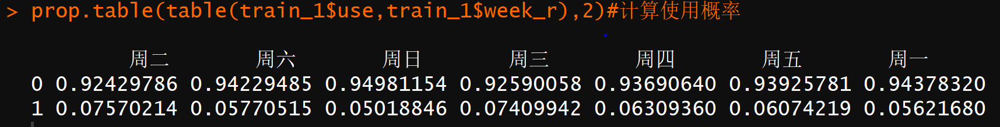 > prop.table(table(train_1$use,train_1$week_r),2)#计算使用概率
周二 周六 周日 周三 周四 周五 周一
0 0.92429786 0.94229485 0.94981154 0.92590058 0.93690640 0.93925781 0.94378320
1 0.07570214 0.05770515 0.05018846 0.07409942 0.06309360 0.06074219 0.05621680